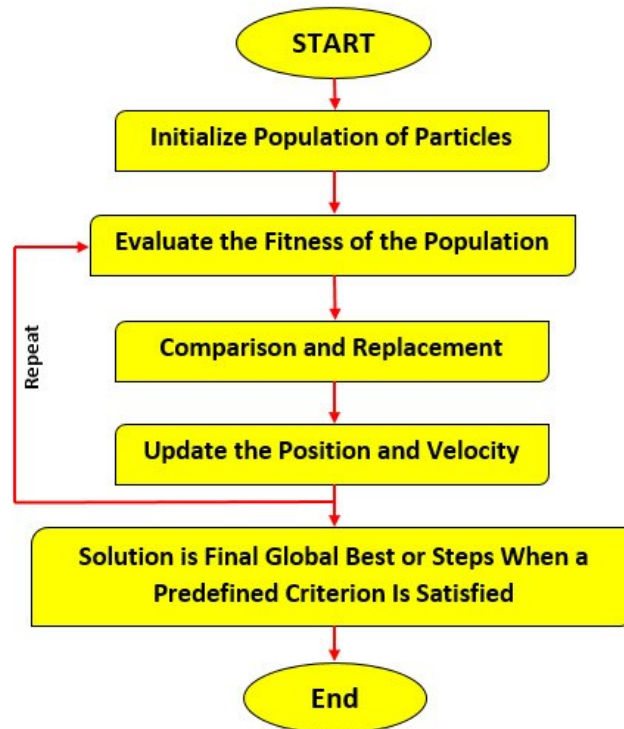 START
Initialize Population of Particles
Evaluate the Fitness of the Population
Repeat
Comparison and Replacement
Update the Position and Velocity
Solution is Final Global Best or Steps When a
Predefined Criterion Is Satisfied
End